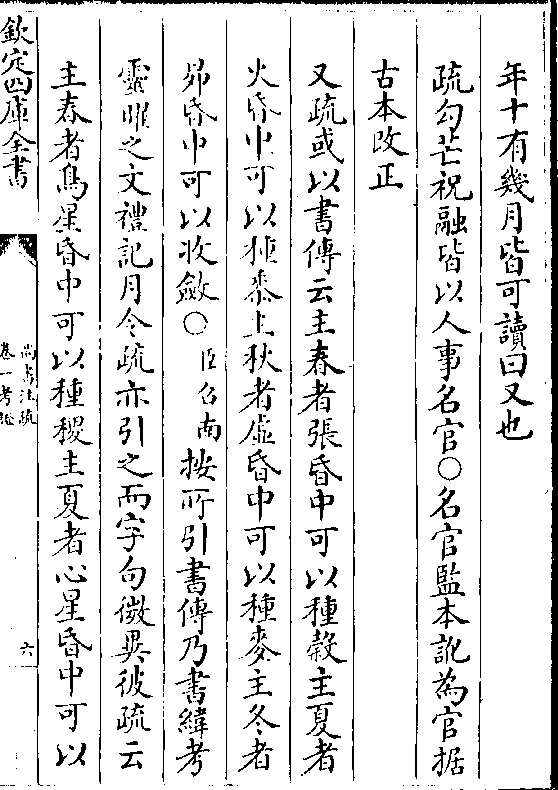 年十有幾月皆可讀曰又也
疏勾芒祝融皆以人事名官○名官監本訛為官据
古本改正
又疏或以書傳云主春者張昏中可以種穀主夏者
火昏中可以種黍上秋者虛昏中可以種麥主冬者
昴昏中可以收斂○臣召南按所引書傳乃書緯考
靈曜之文禮記月令疏亦引之而字句微異彼疏云
主春者鳥星昏中可以種稷主夏者心星昏中可以
欽定四庫全書
尚書注疏
卷一考證
六